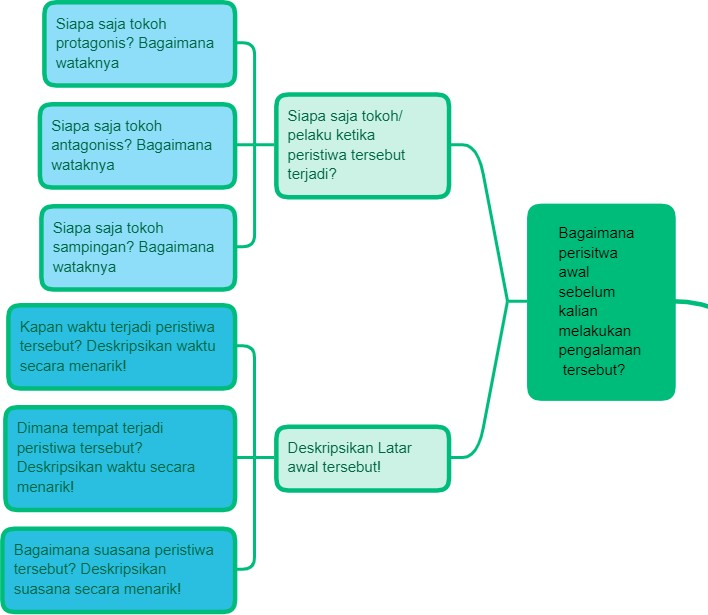 Siapa saja tokoh
protagonis? Bagaimana
wataknya
Siapa saja tokoh
antagoniss? Bagaimana
wataknya
Siapa saja tokoh
sampingan? Bagaimana
wataknya
Siapa saja tokoh/
pelaku ketika
peristiwa tersebut
terjadi?
Kapan waktu terjadi peristiwa
tersebut? Deskripsikan waktu
secara menarik!
Dimana tempat terjadi
peristiwa tersebut?
Deskripsikan waktu secara
menarik!
Bagaimana suasana peristiwa
tersebut? Deskripsikan
suasana secara menarik!
Deskripsikan Latar
awal tersebut!
Bagaimana
perisitwa
awal
sebelum
kalian
melakukan
pengalaman
tersebut?